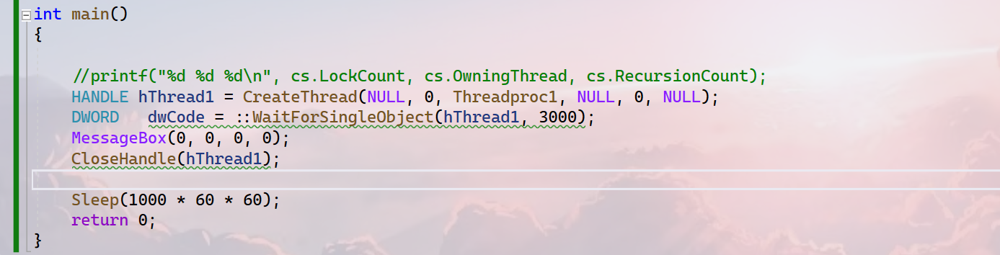 int main()
{
//printf("%d %d %d\n", cs.LockCount, cs.OwningThread, cs.RecursionCount);
HANDLE hThread1 = CreateThread(NULL, 0, Threadproc1, NULL, 0, NULL);
DWORD   dwCode = ::WaitForSingleObject(hThread1, 3000);
MessageBox(0, 0, 0, 0);
CloseHandle(hThread1);
Sleep(1000 * 60 * 60);
return 0;
}